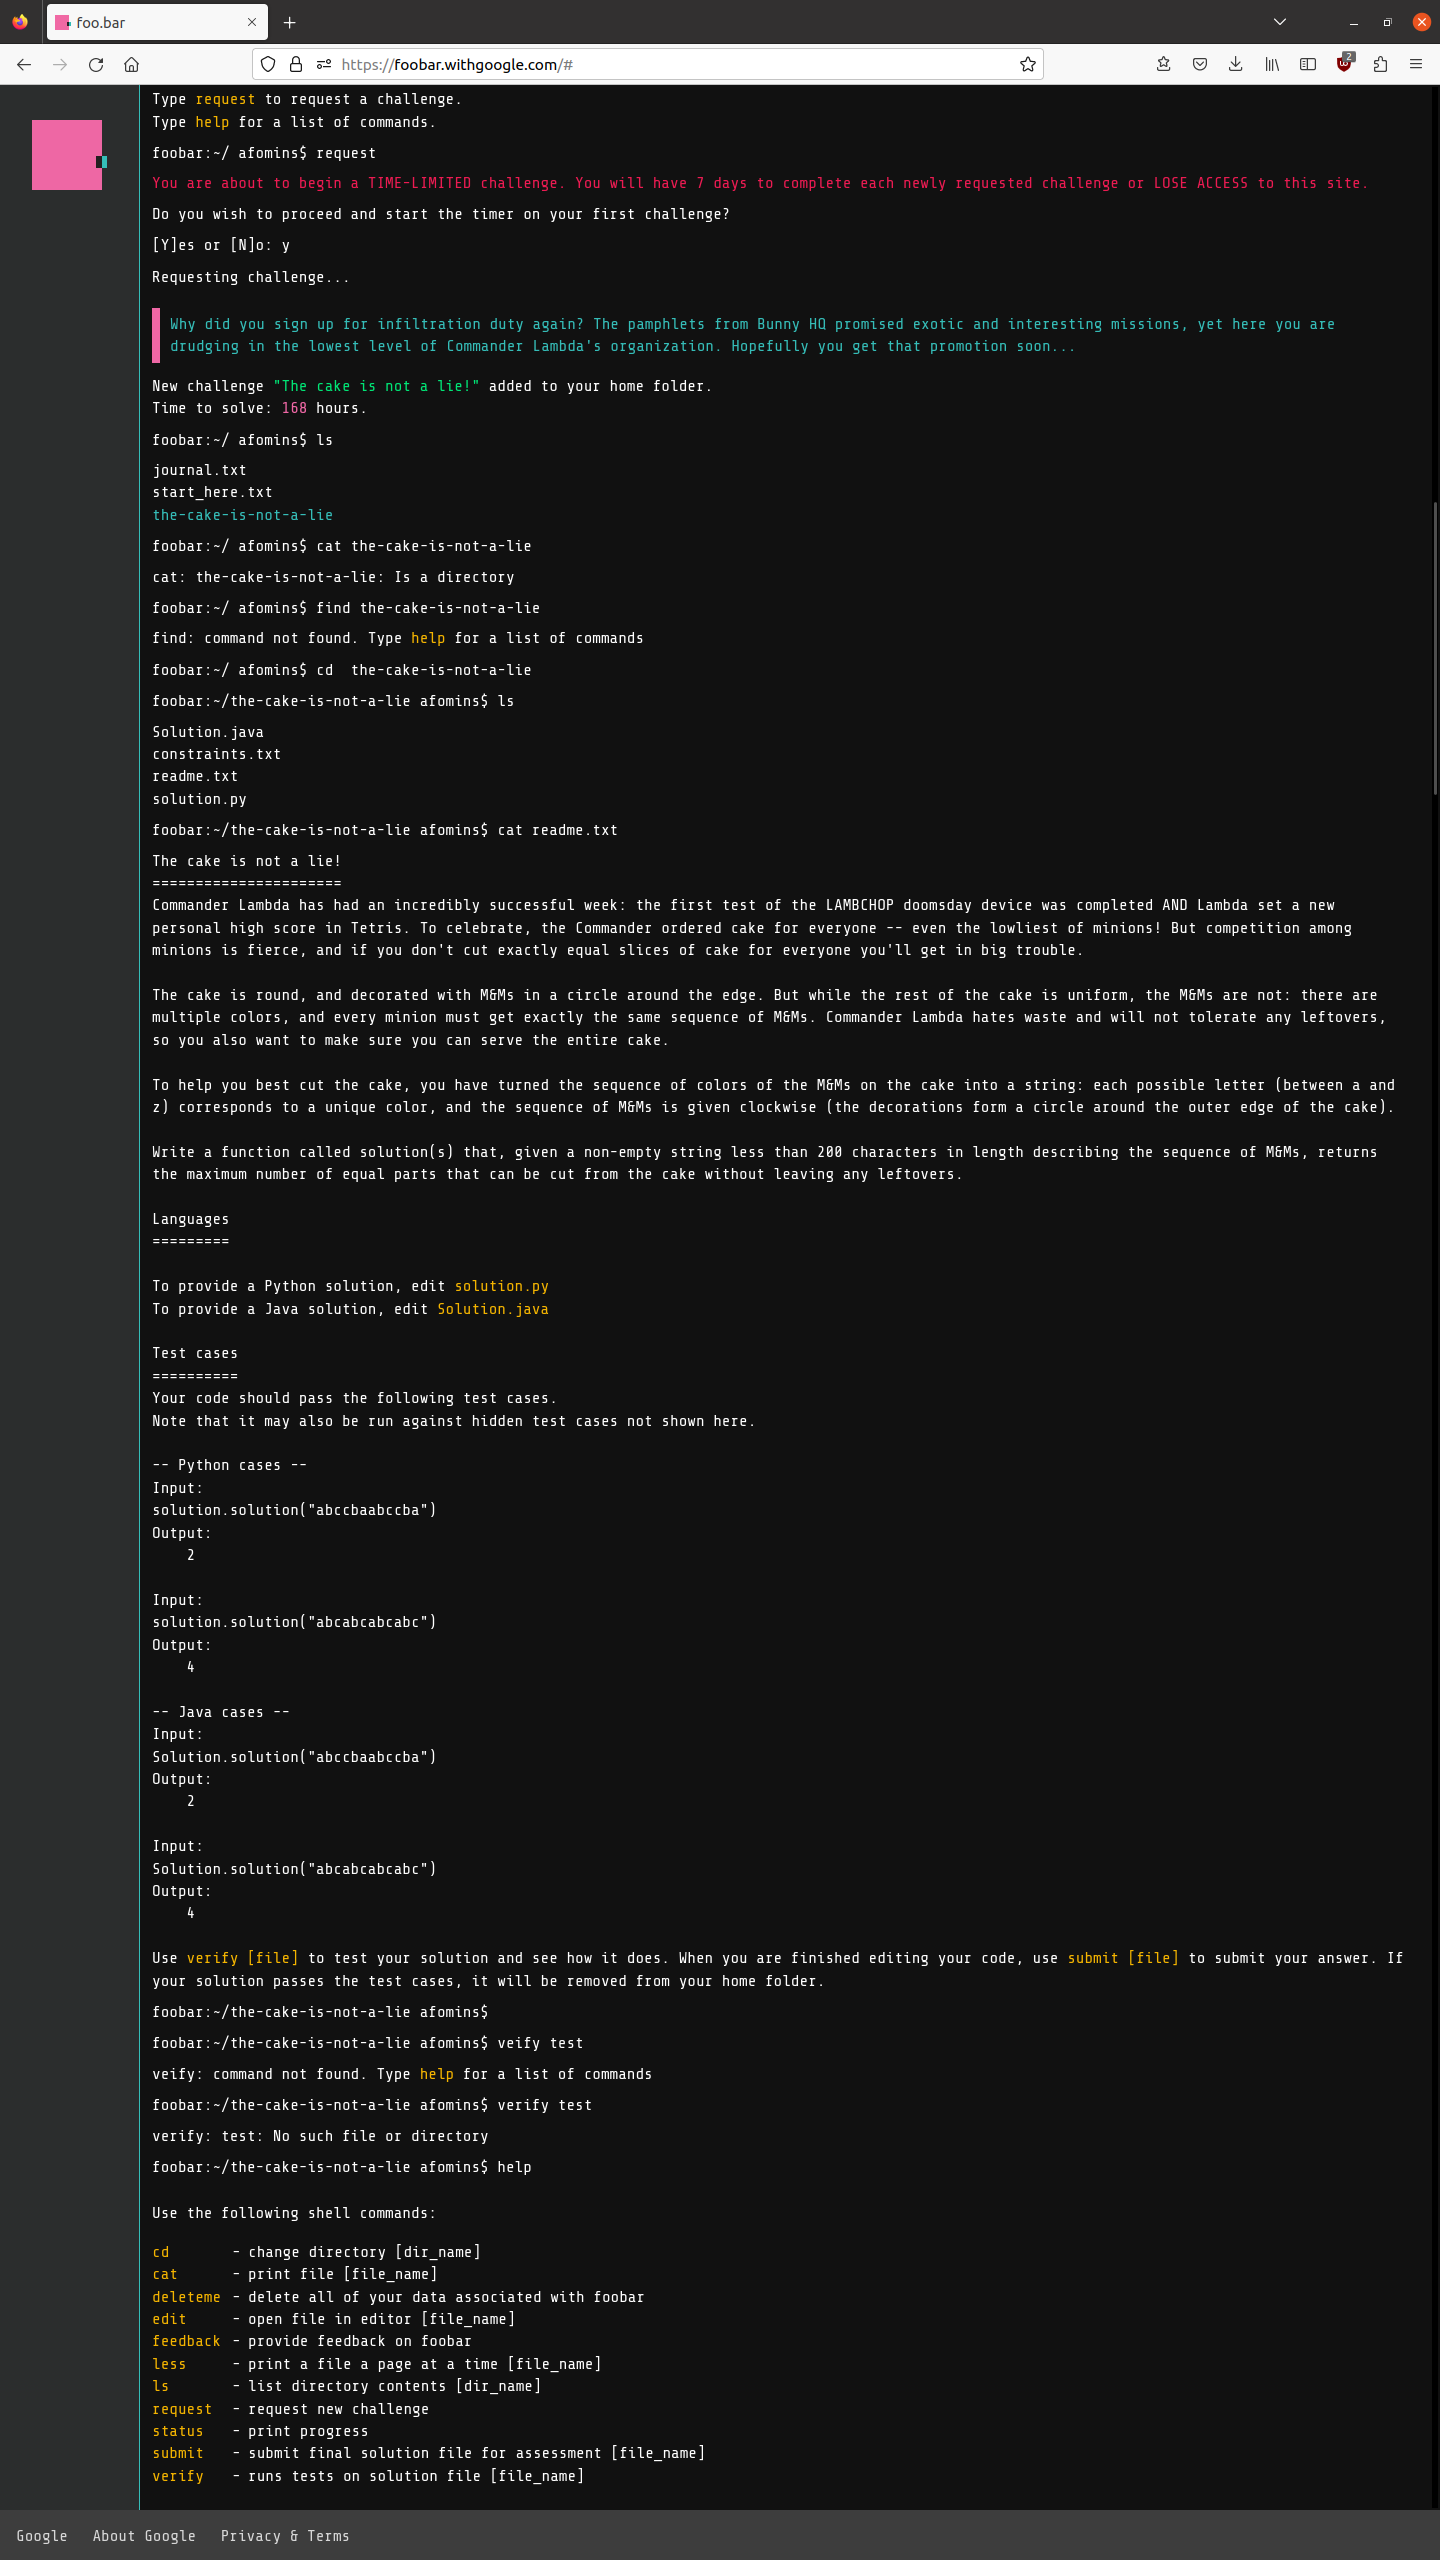 foo.bar
https://foobar.withgoogle.com/#
2
Type request to request a challenge.
Type help for a list of commands.
foobar:~/ afomins$ request
You are about to begin a TIME-LIMITED challenge. You will have 7 days to complete each newly requested challenge or LOSE ACCESS to this site.
Do you wish to proceed and start the timer on your first challenge?
[Y]es or [N]o: y
Requesting challenge...
Why did you sign up for infiltration duty again? The pamphlets from Bunny HQ promised exotic and interesting missions, yet here you are
drudging in the lowest level of Commander Lambda's organization. Hopefully you get that promotion soon...
New challenge "The cake is not a lie!" added to your home folder.
Time to solve: 168 hours.
foobar:~/ afomins$ ls
journal.txt
start_here.txt
the-cake-is-not-a-lie
foobar:~/ afomins$ cat the-cake-is-not-a-lie
cat: the-cake-is-not-a-lie: Is a directory
foobar:~/ afomins$ find the-cake-is-not-a-lie
find: command not found. Type help for a list of commands
foobar:~/ afomins$ cd  the-cake-is-not-a-lie
foobar:~/the-cake-is-not-a-lie afomins$ ls
Solution.java
constraints.txt
readme.txt
solution.py
foobar:~/the-cake-is-not-a-lie afomins$ cat readme.txt
The cake is not a lie!
======================
Commander Lambda has had an incredibly successful week: the first test of the LAMBCHOP doomsday device was completed AND Lambda set a new
personal high score in Tetris. To celebrate, the Commander ordered cake for everyone -- even the lowliest of minions! But competition among
minions is fierce, and if you don't cut exactly equal slices of cake for everyone you'll get in big trouble.
The cake is round, and decorated with M&Ms in a circle around the edge. But while the rest of the cake is uniform, the M&Ms are not: there are
multiple colors, and every minion must get exactly the same sequence of M&Ms. Commander Lambda hates waste and will not tolerate any leftovers,
so you also want to make sure you can serve the entire cake.
To help you best cut the cake, you have turned the sequence of colors of the M&Ms on the cake into a string: each possible letter (between a and
z) corresponds to a unique color, and the sequence of M&Ms is given clockwise (the decorations form a circle around the outer edge of the cake).
Write a function called solution(s) that, given a non-empty string less than 200 characters in length describing the sequence of M&Ms, returns
the maximum number of equal parts that can be cut from the cake without leaving any leftovers.
Languages
=========
To provide a Python solution, edit solution.py
To provide a Java solution, edit Solution.java
Test cases
==========
Your code should pass the following test cases.
Note that it may also be run against hidden test cases not shown here.
-- Python cases --
Input:
solution.solution("abccbaabccba")
Output:
2
Input:
solution.solution("abcabcabcabc")
Output:
4
-- Java cases --
Input:
Solution.solution("abccbaabccba")
Output:
2
Input:
Solution.solution("abcabcabcabc")
Output:
4
Use verify [file] to test your solution and see how it does. When you are finished editing your code, use submit [file] to submit your answer. If
your solution passes the test cases, it will be removed from your home folder.
foobar:~/the-cake-is-not-a-lie afomins$
foobar:~/the-cake-is-not-a-lie afomins$ veify test
veify: command not found. Type help for a list of commands
foobar:~/the-cake-is-not-a-lie afomins$ verify test
verify: test: No such file or directory
foobar:~/the-cake-is-not-a-lie afomins$ help
Use the following shell commands:
cd - change directory [dir_name]
cat - print file [file_name]
deleteme - delete all of your data associated with foobar
edit - open file in editor [file_name]
feedback - provide feedback on foobar
less - print a file a page at a time [file_name]
ls - list directory contents [dir_name]
request - request new challenge
status - print progress
submit - submit final solution file for assessment [file_name]
verify - runs tests on solution file [file_name]
Google About Google Privacy & Terms